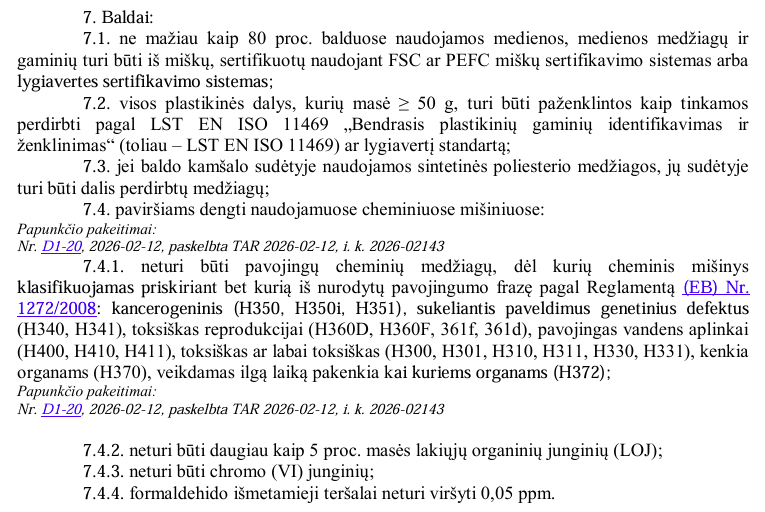 7. Baldai:
7.1. ne mažiau kaip 80 proc. balduose naudojamos medienos, medienos medžiagų ir
gaminių turi būti iš miškų, sertifikuotų naudojant FSC ar PEFC miškų sertifikavimo sistemas arba
lygiavertes sertifikavimo sistemas;
7.2. visos plastikinės dalys, kurių masė ≥ 50 g, turi būti paženklintos kaip tinkamos
perdirbti pagal LST EN ISO 11469 „Bendrasis plastikinių gaminių identifikavimas ir
ženklinimas“ (toliau – LST EN ISO 11469) ar lygiavertį standartą;
7.3. jei baldo kamšalo sudėtyje naudojamos sintetinės poliesterio medžiagos, jų sudėtyje
turi būti dalis perdirbtų medžiagų;
7.4. paviršiams dengti naudojamuose cheminiuose mišiniuose:
Papunkčio pakeitimai:
Nr. D1-20, 2026-02-12, paskelbta TAR 2026-02-12, i. k. 2026-02143
7.4.1. neturi būti pavojingų cheminių medžiagų, dėl kurių cheminis mišinys
klasifikuojamas priskiriant bet kurią iš nurodytų pavojingumo frazę pagal Reglamentą (EB) Nr.
1272/2008: kancerogeninis (H350, H350i, H351), sukeliantis paveldimus genetinius defektus
(H340, H341), toksiškas reprodukcijai (H360D, H360F, 361f, 361d), pavojingas vandens aplinkai
(H400, H410, H411), toksiškas ar labai toksiškas (H300, H301, H310, H311, H330, H331), kenkia
organams (H370), veikdamas ilgą laiką pakenkia kai kuriems organams (H372);
Papunkčio pakeitimai:
Nr. D1-20, 2026-02-12, paskelbta TAR 2026-02-12, i. k. 2026-02143
7.4.2. neturi būti daugiau kaip 5 proc. masės lakiųjų organinių junginių (LOJ);
7.4.3. neturi būti chromo (VI) junginių;
7.4.4. formaldehido išmetamieji teršalai neturi viršyti 0,05 ppm.